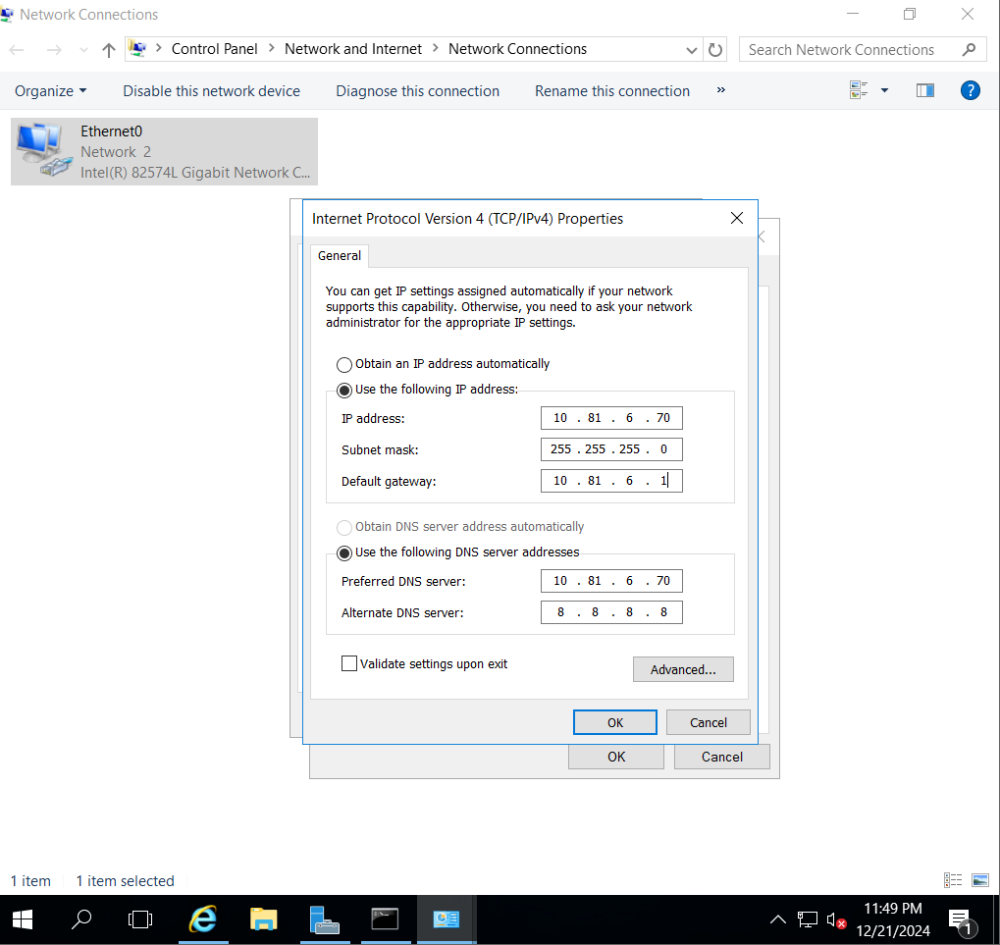 Network Connections
Control Panel > Network and Internet > Network Connections
Search Network Connections
Organize Disable this network device Diagnose this connection Rename this connection »
Ethernet0
Network 2
Intel(R) 82574L Gigabit Network C...
Internet Protocol Version 4 (TCP/IPv4) Properties
General
You can get IP settings assigned automatically if your network
supports this capability. Otherwise, you need to ask your network
administrator for the appropriate IP settings.
Obtain an IP address automatically
Use the following IP address:
IP address: 10 . 81 . 6 . 70
Subnet mask: 255 . 255 . 255 . 0
Default gateway: 10 . 81 . 6 . 1
Obtain DNS server address automatically
Use the following DNS server addresses
Preferred DNS server: 10 . 81 . 6 . 70
Alternate DNS server: 8 . 8 . 8 . 8
Validate settings upon exit
Advanced...
OK Cancel
OK Cancel
1 item 1 item selected
11:49 PM
12/21/2024
1